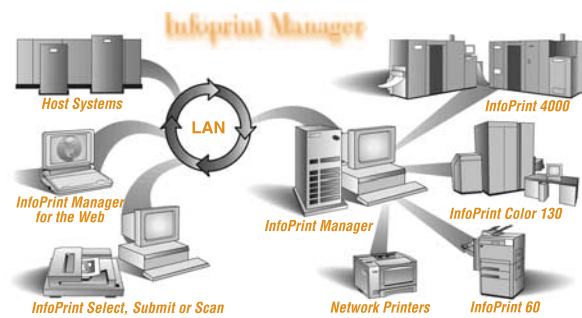 Infoprint Manager
Host Systems
LAN
InfoPrint 4000
InfoPrint Manager
for the Web
InfoPrint Manager
InfoPrint Color 130
InfoPrint Select, Submit or Scan
Network Printers
InfoPrint 60